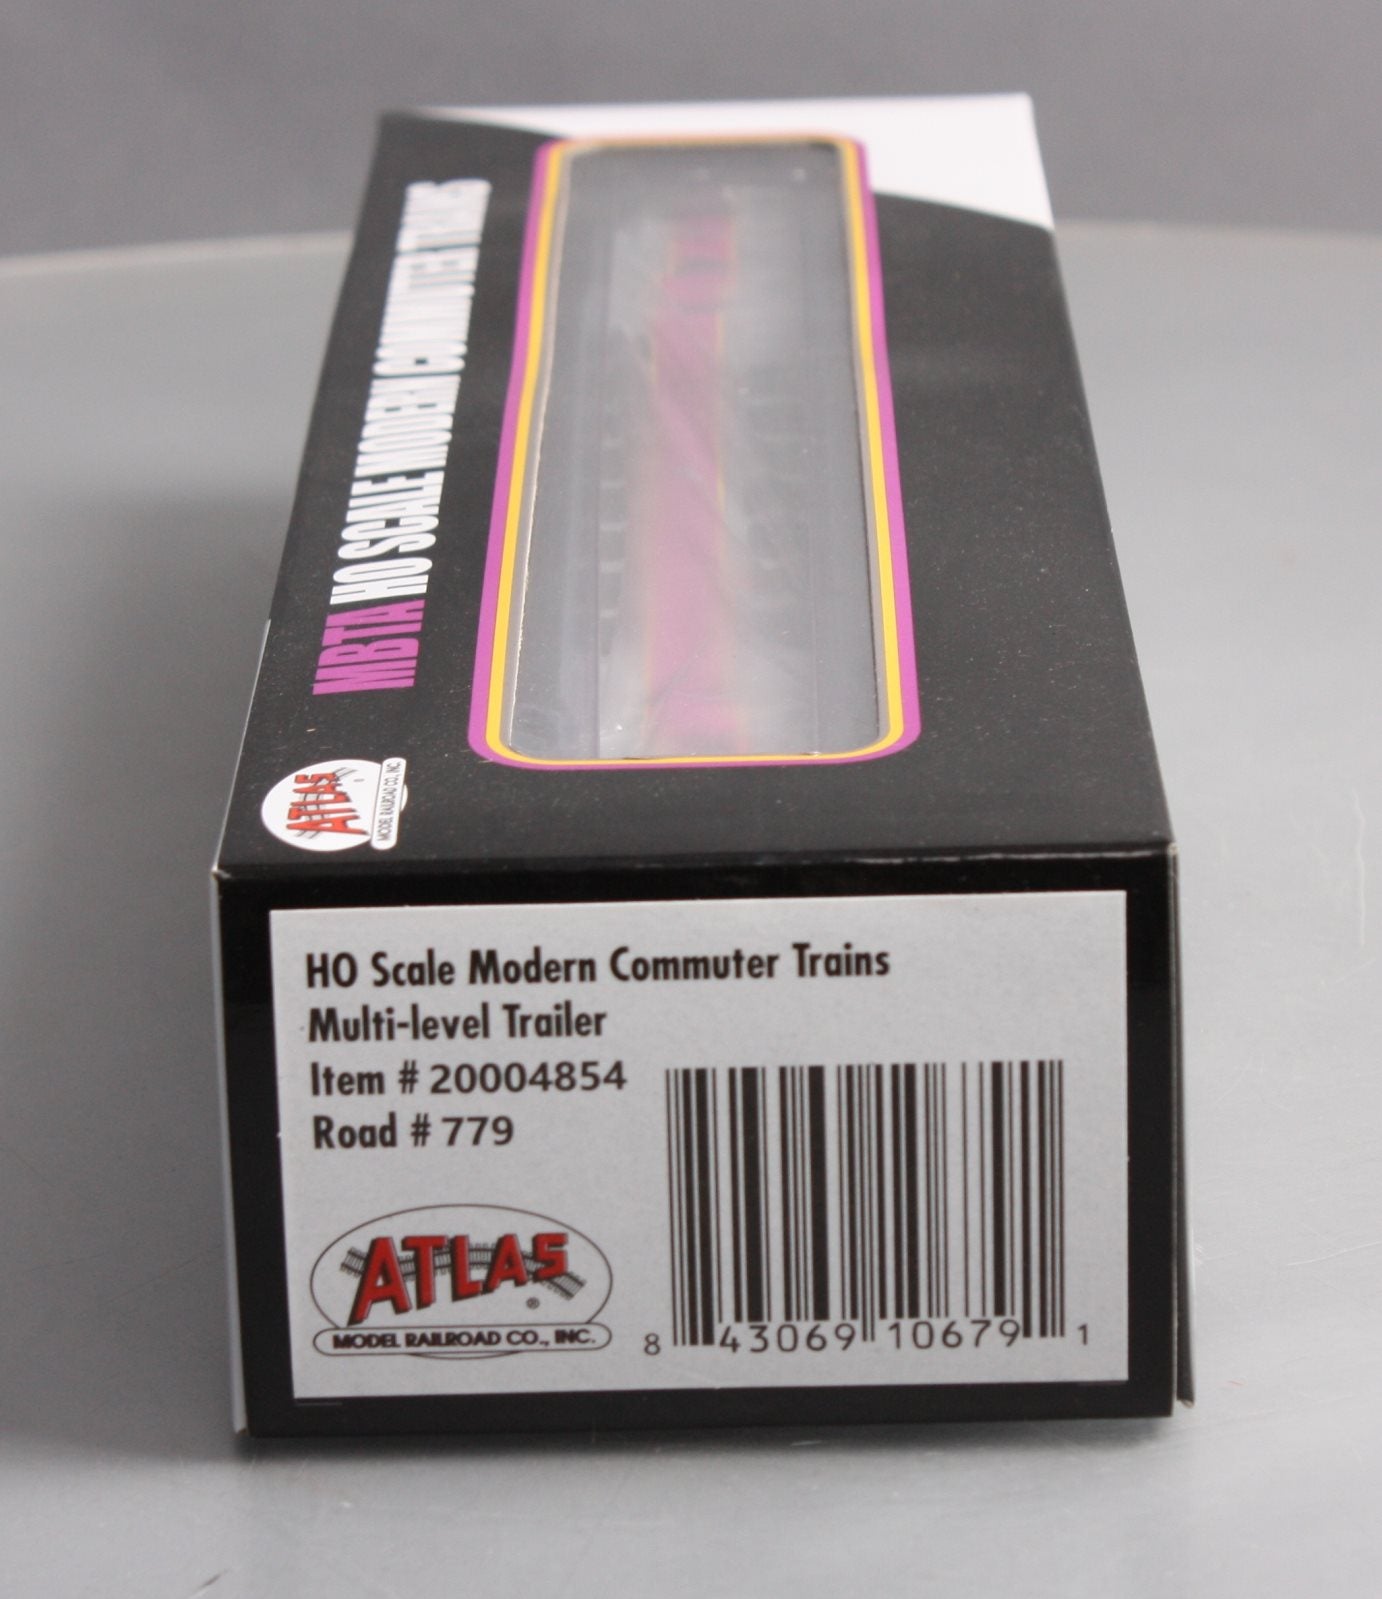 MBTA HO SCALE MODERN COMMUTER TRAINS
ATLAS
®
MODEL RAILROAD CO., INC.
HO Scale Modern Commuter Trains
Multi-level Trailer
Item # 20004854
Road # 779
ATLAS
®
MODEL RAILROAD CO., INC.
8 43069 10679 1